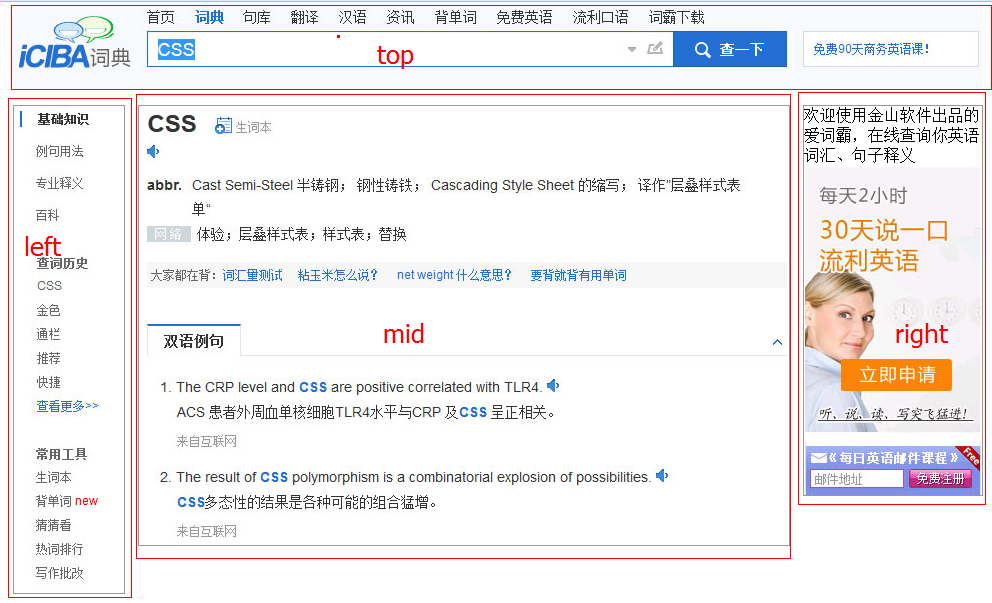 首页 词典 句库 翻译 汉语 资讯 背单词 免费英语 流利口语 词霸下载
iCIBA词典
CSS
查一下
免费90天商务英语课!
top
left
基础知识
例句用法
专业释义
百科
查词历史
CSS
金色
通栏
推荐
快捷
查看更多>>
常用工具
生词本
背单词 new
猜猜看
热词排行
写作批改
CSS 生词本
abbr. Cast Semi-Steel 半铸钢； 钢性铸铁； Cascading Style Sheet 的缩写； 译作”层叠样式表
单“
网络 体验；层叠样式表；样式表；替换
大家都在背： 词汇量测试 粘玉米怎么说？ net weight 什么意思？ 要背就背有用单词
双语例句
mid
1. The CRP level and CSS are positive correlated with TLR4.
ACS 患者外周血单核细胞TLR4水平与CRP 及CSS 呈正相关。
来自互联网
2. The result of CSS polymorphism is a combinatorial explosion of possibilities.
CSS多态性的结果是各种可能的组合猛增。
来自互联网
欢迎使用金山软件出品的
爱词霸，在线查询你英语
词汇、句子释义
每天2小时
30天说一口
流利英语
right
立即申请
听、说、读、写突飞猛进!
《每日英语邮件课程》 Free
邮件地址 免费注册